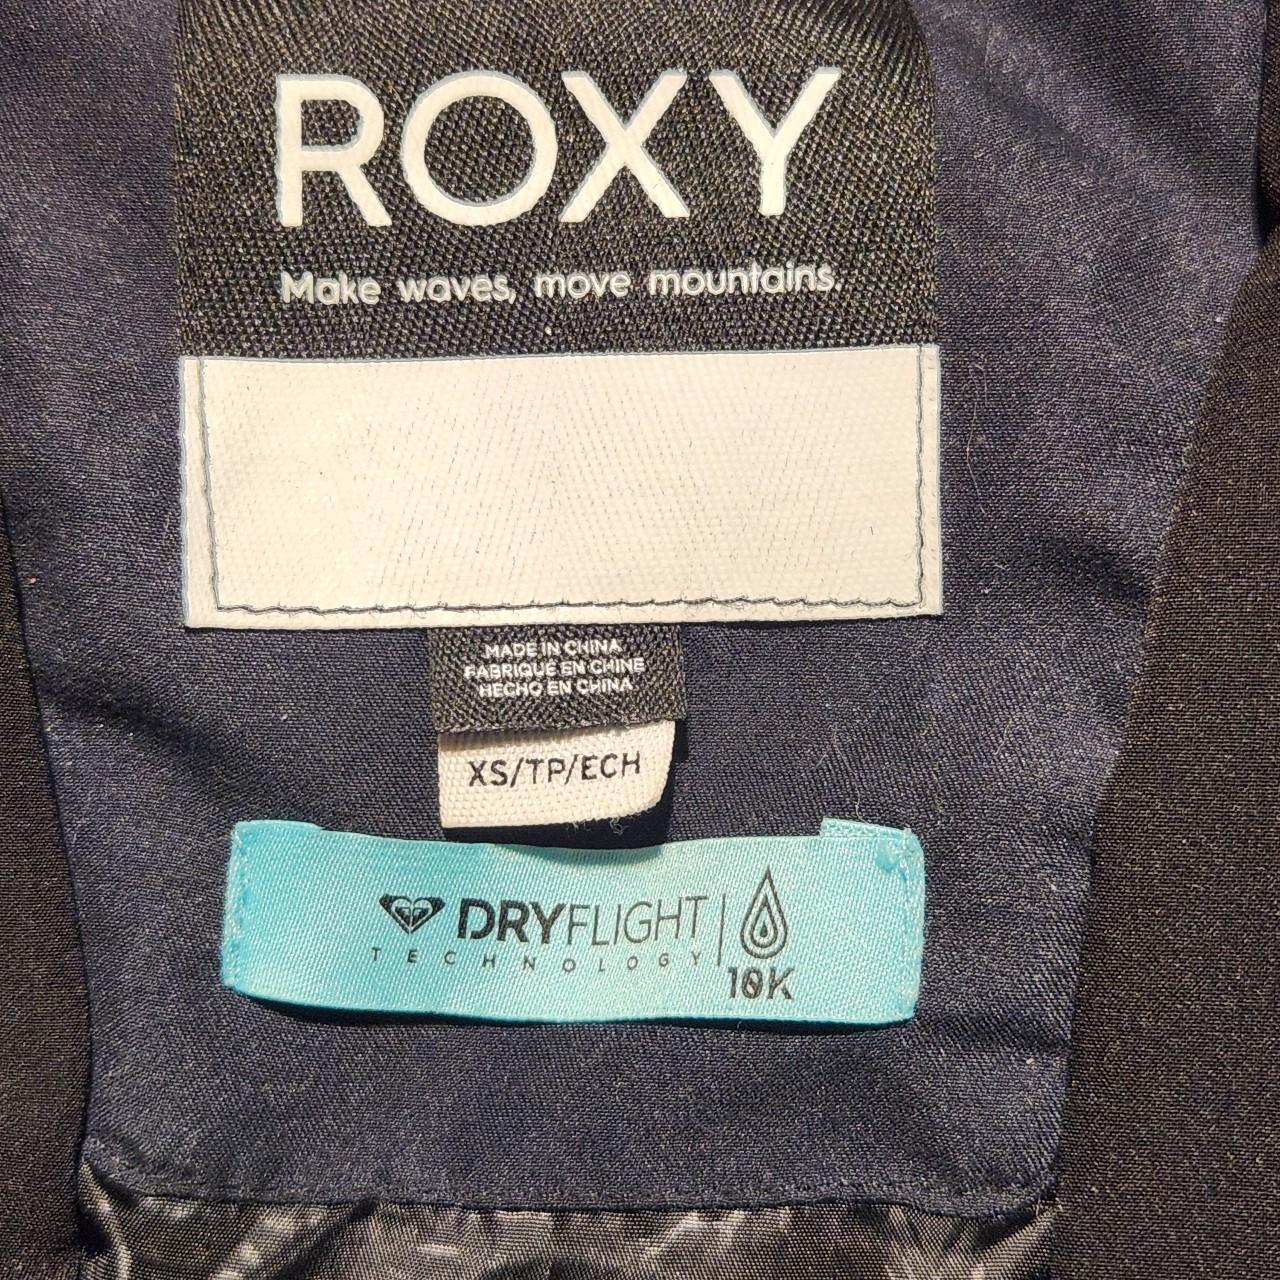 ROXY
Make waves, move mountains.
MADE IN CHINA
FABRIQUE EN CHINE
HECHO EN CHINA
XS/TP/ECH
DRYFLIGHT
TECHNOLOGY
10K